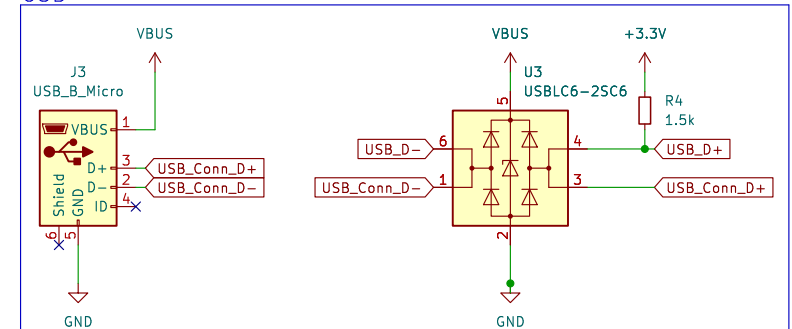 USB
VBUS
J3
USB_B_Micro
VBUS
1
D+
3
USB_Conn_D+
D-
2
USB_Conn_D-
ID
4
Shield
GND
6
5
GND
VBUS
U3
USBLC6-2SC6
5
USB_D-
6
USB_Conn_D-
1
2
GND
+3.3V
R4
1.5k
4
USB_D+
3
USB_Conn_D+